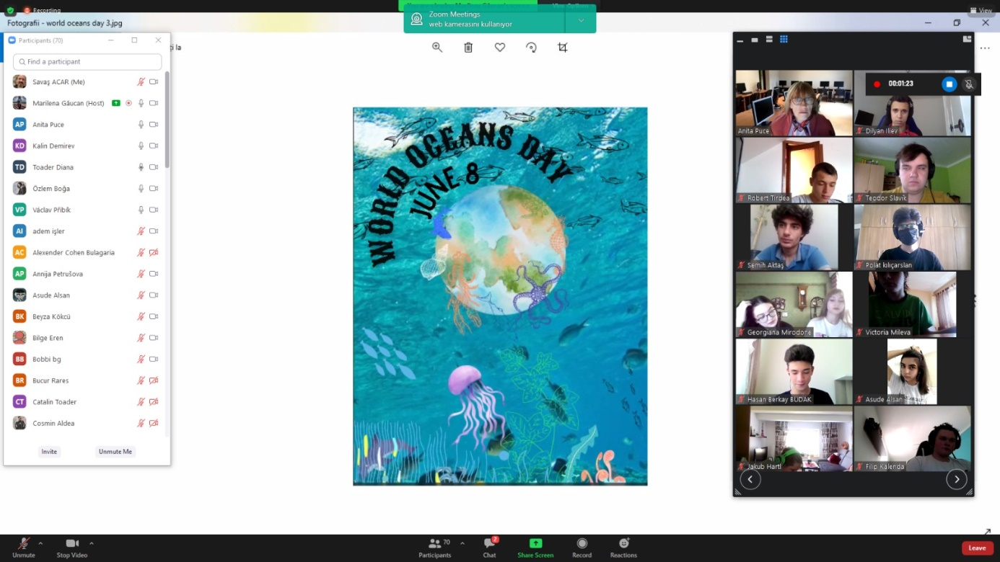 Recording
View
Zoom Meetings
web kamerasını kullanıyor
Fotografii - world oceans day 3.jpg
Participants (70)
Find a participant
Savaş ACAR (Me)
Marilena Găucan (Host)
AP Anita Puce
KD Kalin Demirev
TD Toader Diana
Özlem Boğa
VP Václav Přibík
AI adem işler
AC Alexender Cohen Bulagaria
AP Annija Petrušova
Asude Alsan
BK Beyza Kökcü
Bilge Eren
BB Bobbi bg
BR Bucur Rares
CT Catalin Toader
Cosmin Aldea
Invite
Unmute Me
WORLD OCEANS DAY
JUNE 8
00:01:23
Anita Puce
Dilyan Iliev
Robert Tirdea
Teodor Slavík
Semih Aktaş
Polat kılıçarslan
Georgiana Mirodone
Victoria Mileva
Hasan Berkay BUDAK
Asude Alsan
Jakub Hartl
Filip Kalenda
Unmute
Stop Video
70
Participants
2
Chat
Share Screen
Record
Reactions
Leave